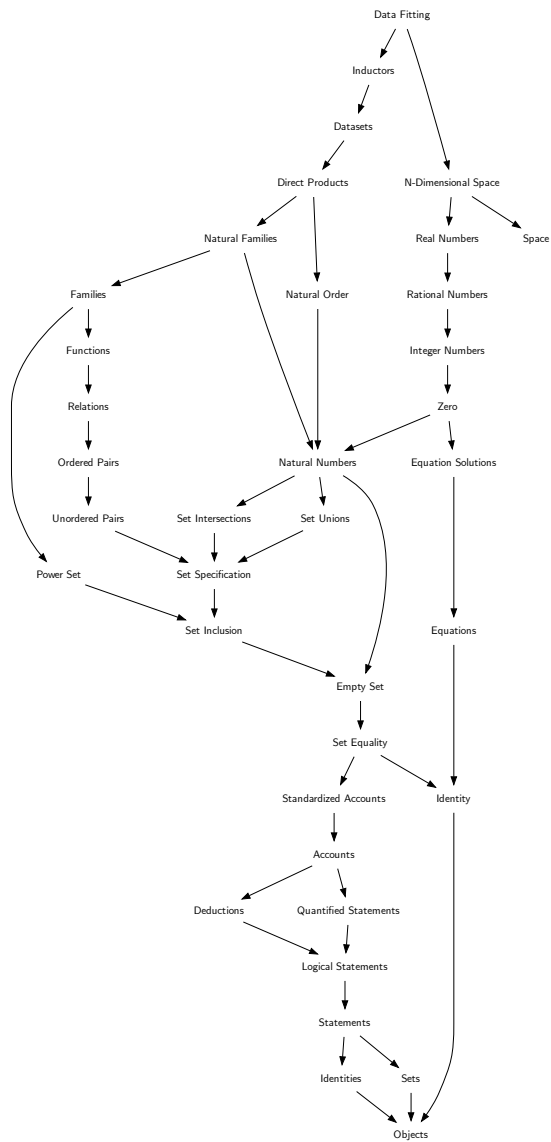 Data Fitting
Inductors
Datasets
Direct Products
N-Dimensional Space
Natural Families
Real Numbers
Space
Families
Natural Order
Rational Numbers
Functions
Integer Numbers
Relations
Zero
Ordered Pairs
Natural Numbers
Equation Solutions
Unordered Pairs
Set Intersections
Set Unions
Power Set
Set Specification
Set Inclusion
Equations
Empty Set
Set Equality
Standardized Accounts
Identity
Accounts
Deductions
Quantified Statements
Logical Statements
Statements
Identities
Sets
Objects